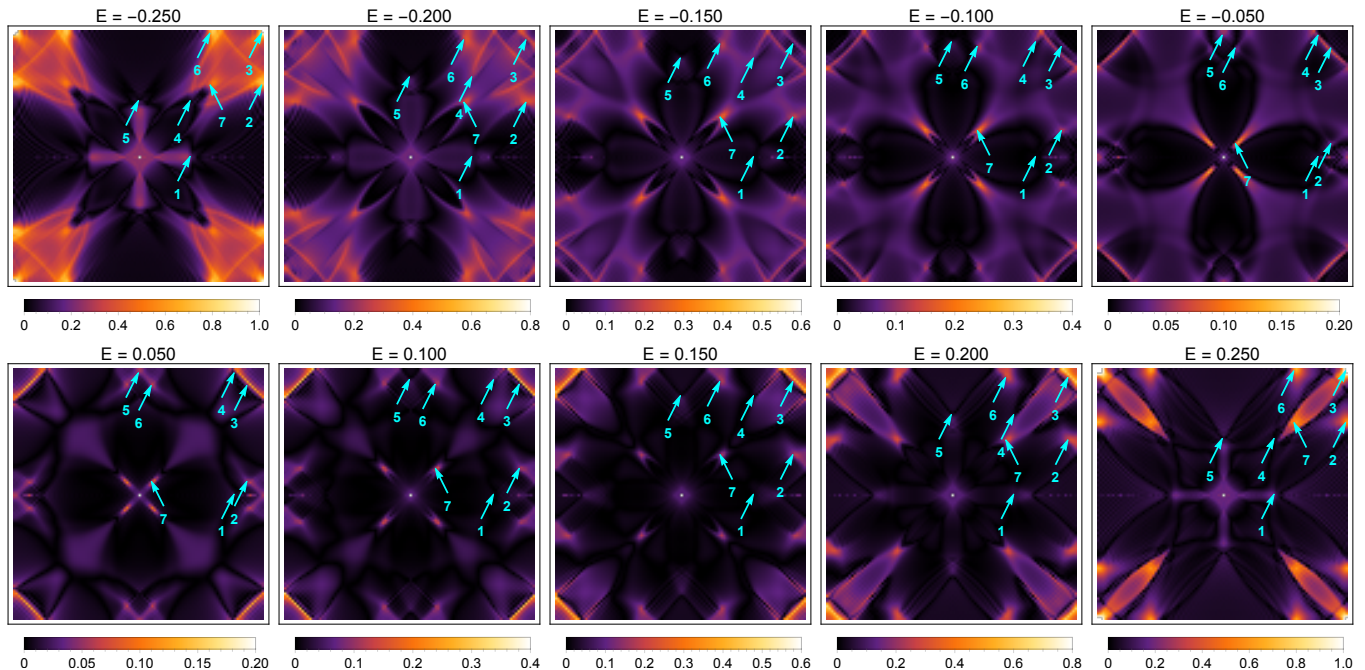 E = −0.250
E = −0.200
E = −0.150
E = −0.100
E = −0.050
6 3 5 4 7 2 1
6 3 5 4 7 2 1
5 6 4 3 7 2 1
5 6 4 3 7 2 1
5 6 4 3 7 1 2
0 0.2 0.4 0.6 0.8 1.0
0 0.2 0.4 0.6 0.8
0 0.1 0.2 0.3 0.4 0.5 0.6
0 0.1 0.2 0.3 0.4
0 0.05 0.10 0.15 0.20
E = 0.050
E = 0.100
E = 0.150
E = 0.200
E = 0.250
5 6 4 3 7 2 1
5 6 4 3 7 2 1
5 6 4 3 7 2 1
6 3 5 4 7 2 1
6 3 5 4 7 2 1
0 0.05 0.10 0.15 0.20
0 0.1 0.2 0.3 0.4
0 0.1 0.2 0.3 0.4 0.5 0.6
0 0.2 0.4 0.6 0.8
0 0.2 0.4 0.6 0.8 1.0